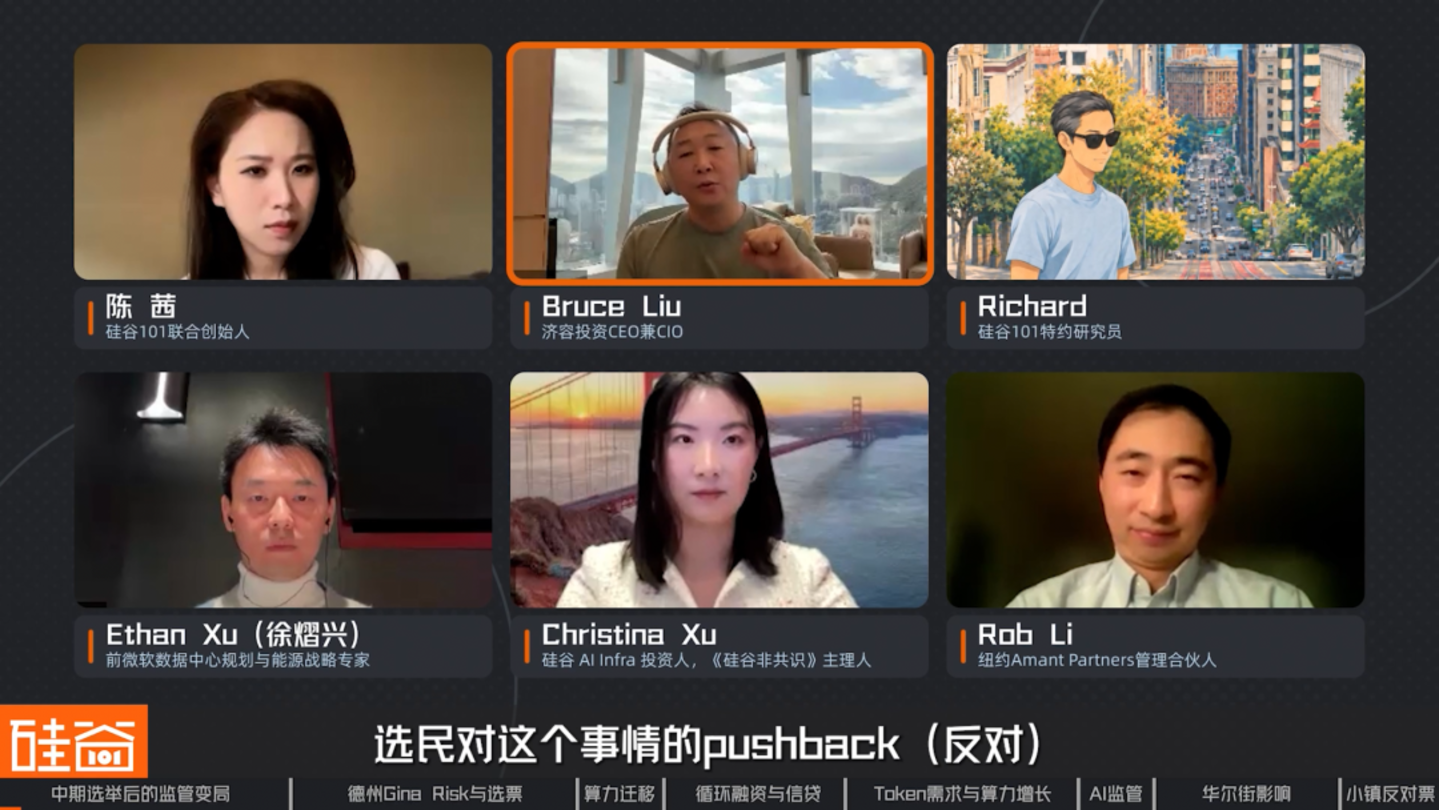 陈 茜
硅谷101联合创始人
Bruce Liu
济容投资CEO兼CIO
Richard
硅谷101特约研究员
Ethan Xu（徐熠兴）
前微软数据中心规划与能源战略专家
Christina Xu
硅谷 AI Infra 投资人，《硅谷非共识》主理人
Rob Li
纽约Amant Partners管理合伙人
硅谷101
选民对这个事情的pushback（反对）
中期选举后的监管变局
德州Gina Risk与选票
算力迁移
循环融资与信贷
Token需求与算力增长
AI监管
华尔街影响
小镇反对票